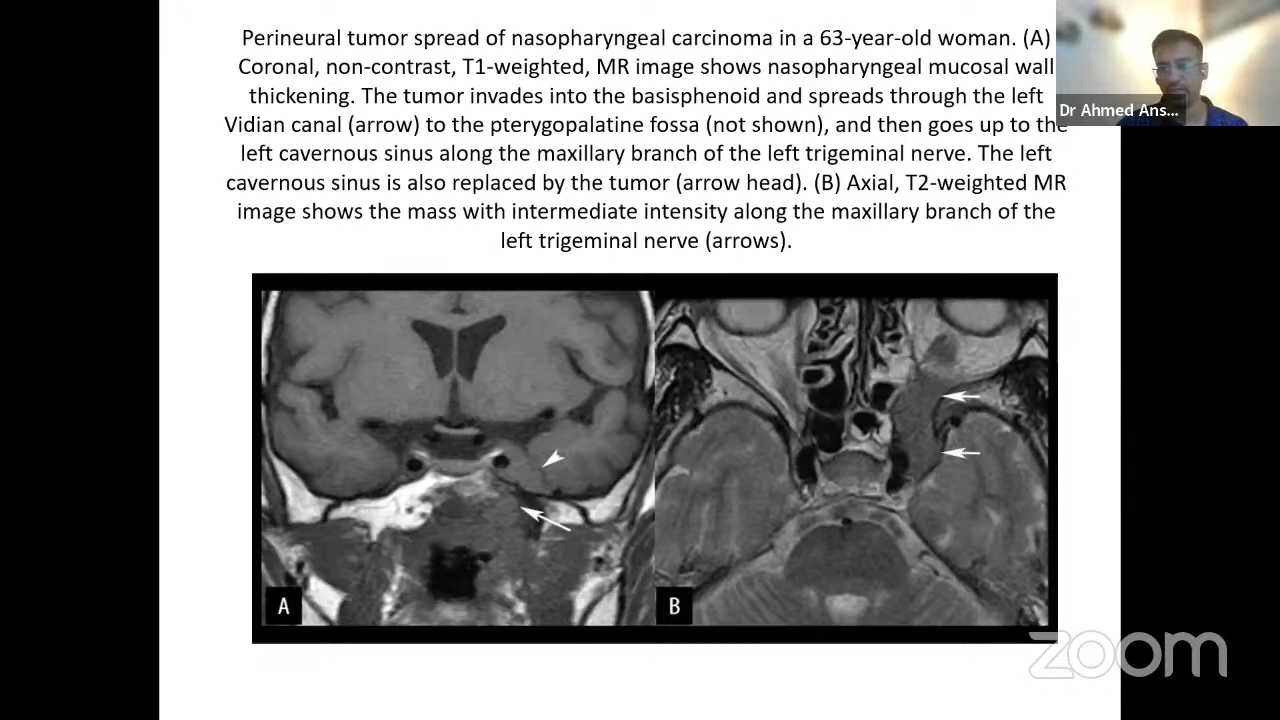 Perineural tumor spread of nasopharyngeal carcinoma in a 63-year-old woman. (A)
Coronal, non-contrast, T1-weighted, MR image shows nasopharyngeal mucosal wall
thickening. The tumor invades into the basisphenoid and spreads through the left
Vidian canal (arrow) to the pterygopalatine fossa (not shown), and then goes up to the
left cavernous sinus along the maxillary branch of the left trigeminal nerve. The left
cavernous sinus is also replaced by the tumor (arrow head). (B) Axial, T2-weighted MR
image shows the mass with intermediate intensity along the maxillary branch of the
left trigeminal nerve (arrows).
Dr Ahmed Ans...
A
B
zoom